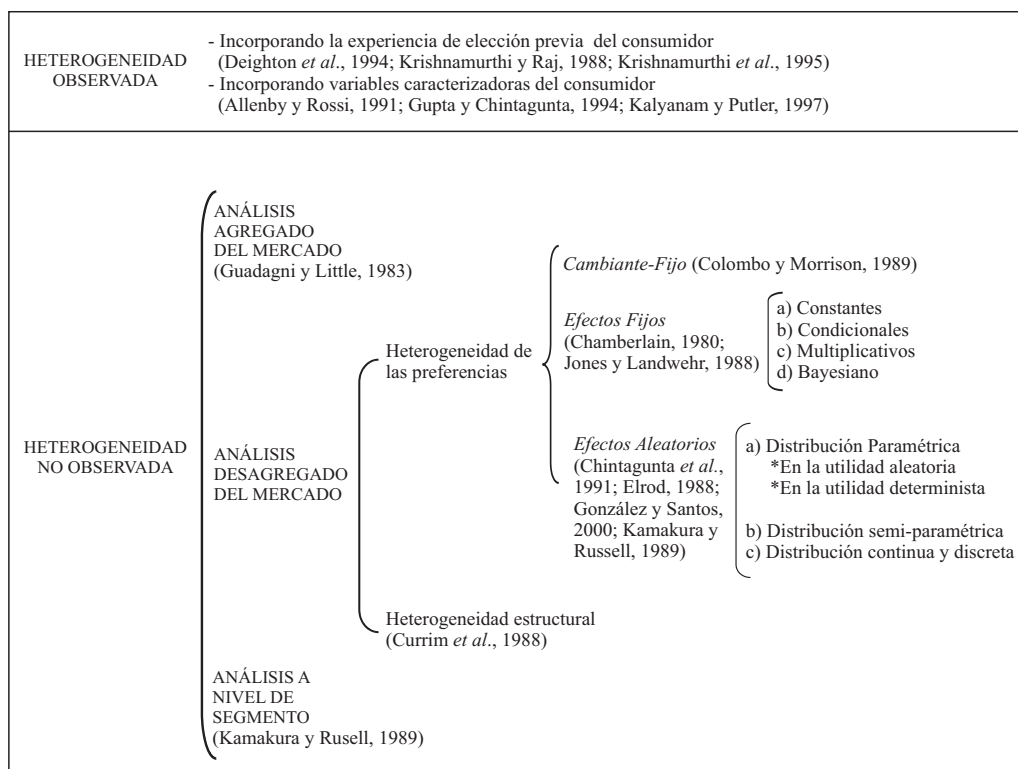 HETEROGENEIDAD
OBSERVADA
- Incorporando la experiencia de elección previa del consumidor
(Deighton et al., 1994; Krishnamurthi y Raj, 1988; Krishnamurthi et al., 1995)
- Incorporando variables caracterizadoras del consumidor
(Allenby y Rossi, 1991; Gupta y Chintagunta, 1994; Kalyanam y Putler, 1997)
HETEROGENEIDAD
NO OBSERVADA
ANÁLISIS
AGREGADO
DEL MERCADO
(Guadagni y Little, 1983)
ANÁLISIS
DESAGREGADO
DEL MERCADO
Heterogeneidad de
las preferencias
Cambiante-Fijo (Colombo y Morrison, 1989)
Efectos Fijos
(Chamberlain, 1980;
Jones y Landwehr, 1988)
a) Constantes
b) Condicionales
c) Multiplicativos
d) Bayesiano
Efectos Aleatorios
(Chintagunta et al.,
1991; Elrod, 1988;
González y Santos,
2000; Kamakura y
Russell, 1989)
a) Distribución Paramétrica
*En la utilidad aleatoria
*En la utilidad determinista
b) Distribución semi-paramétrica
c) Distribución continua y discreta
Heterogeneidad estructural
(Currim et al., 1988)
ANÁLISIS A
NIVEL DE
SEGMENTO
(Kamakura y Rusell, 1989)